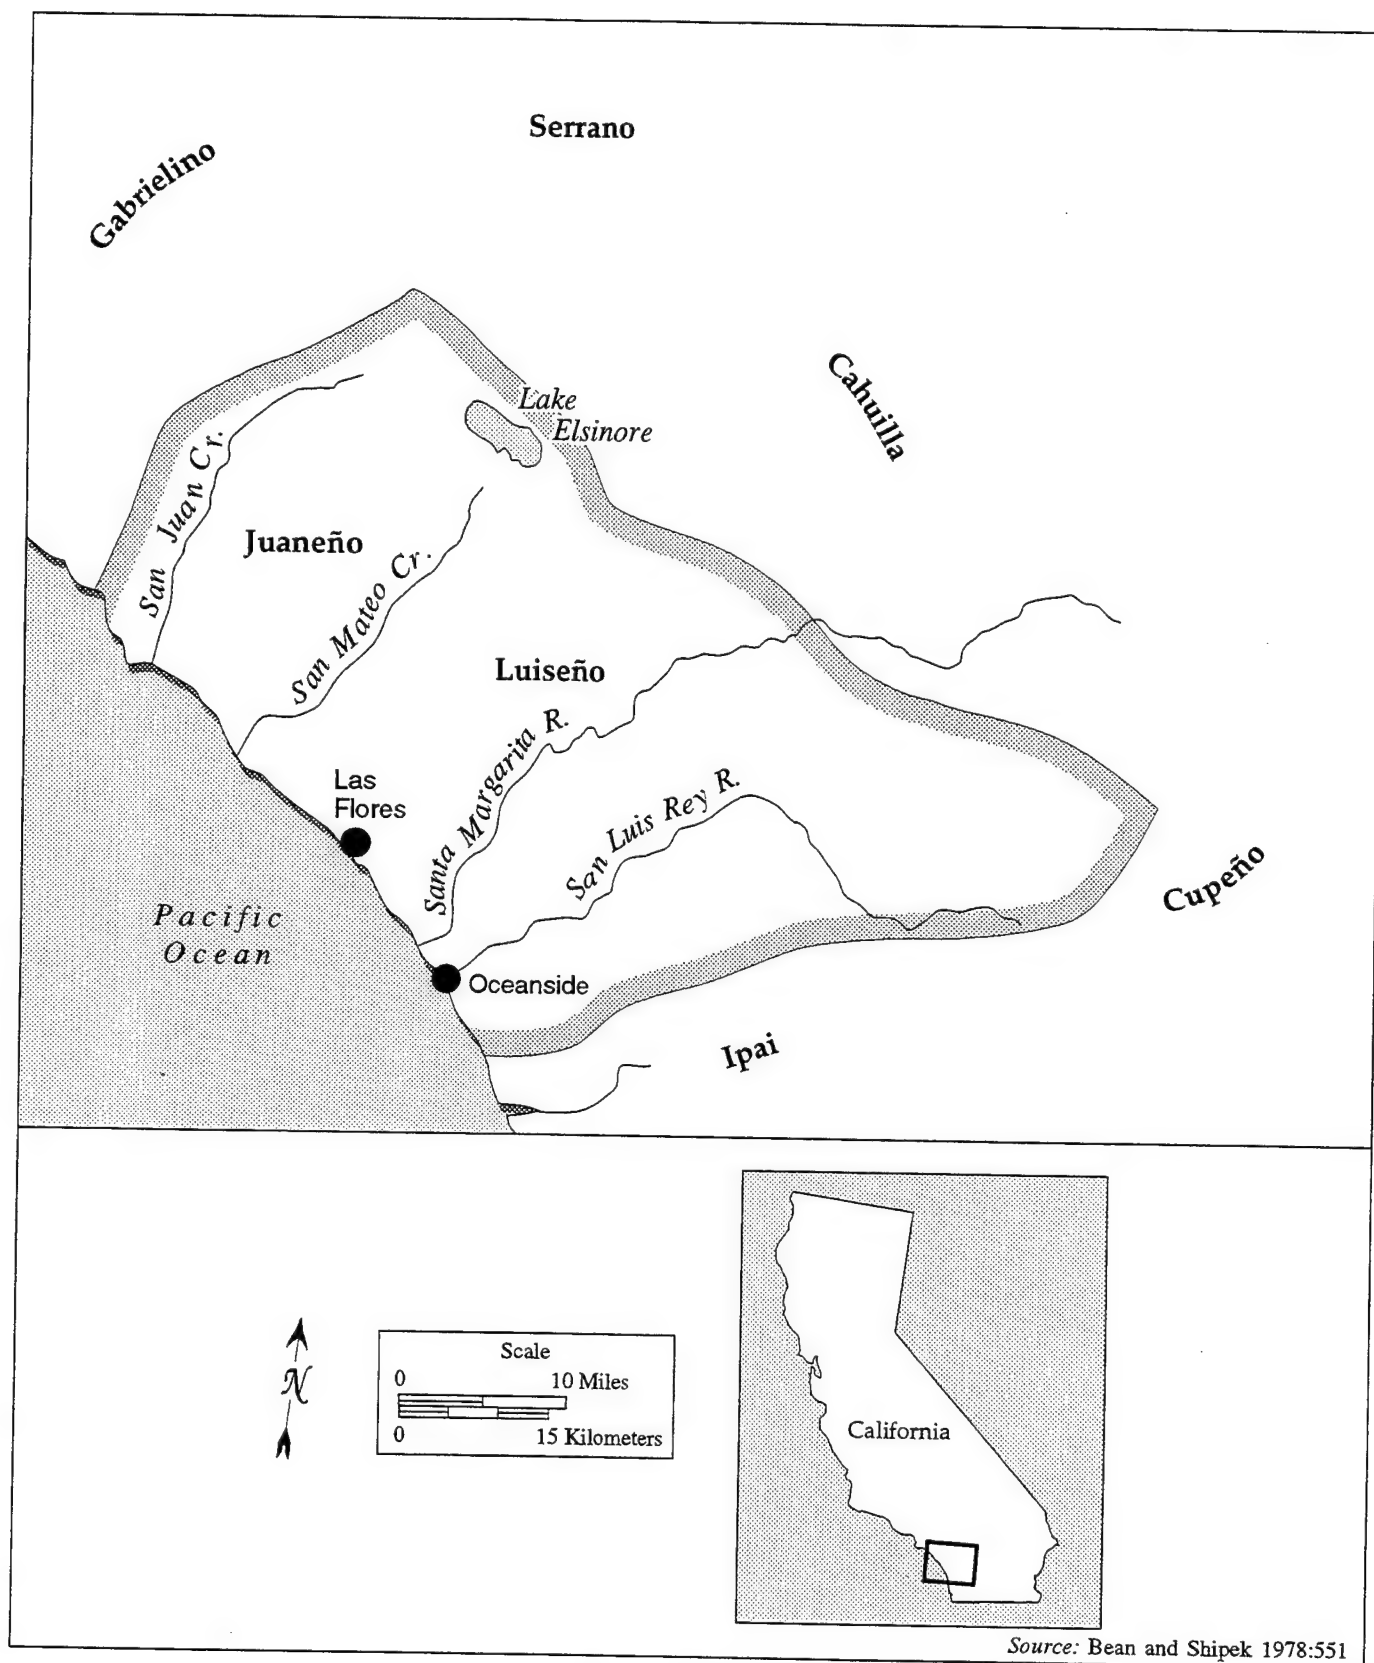 Serrano
Gabrielino
Cahuilla
Lake
Elsinore
San Juan Cr.
Juaneño
San Mateo Cr.
Luiseño
Santa Margarita R.
San Luis Rey R.
Las
Flores
Cupeño
Pacific
Ocean
Oceanside
Ipai
N
Scale
0 10 Miles
0 15 Kilometers
California
Source: Bean and Shipek 1978:551